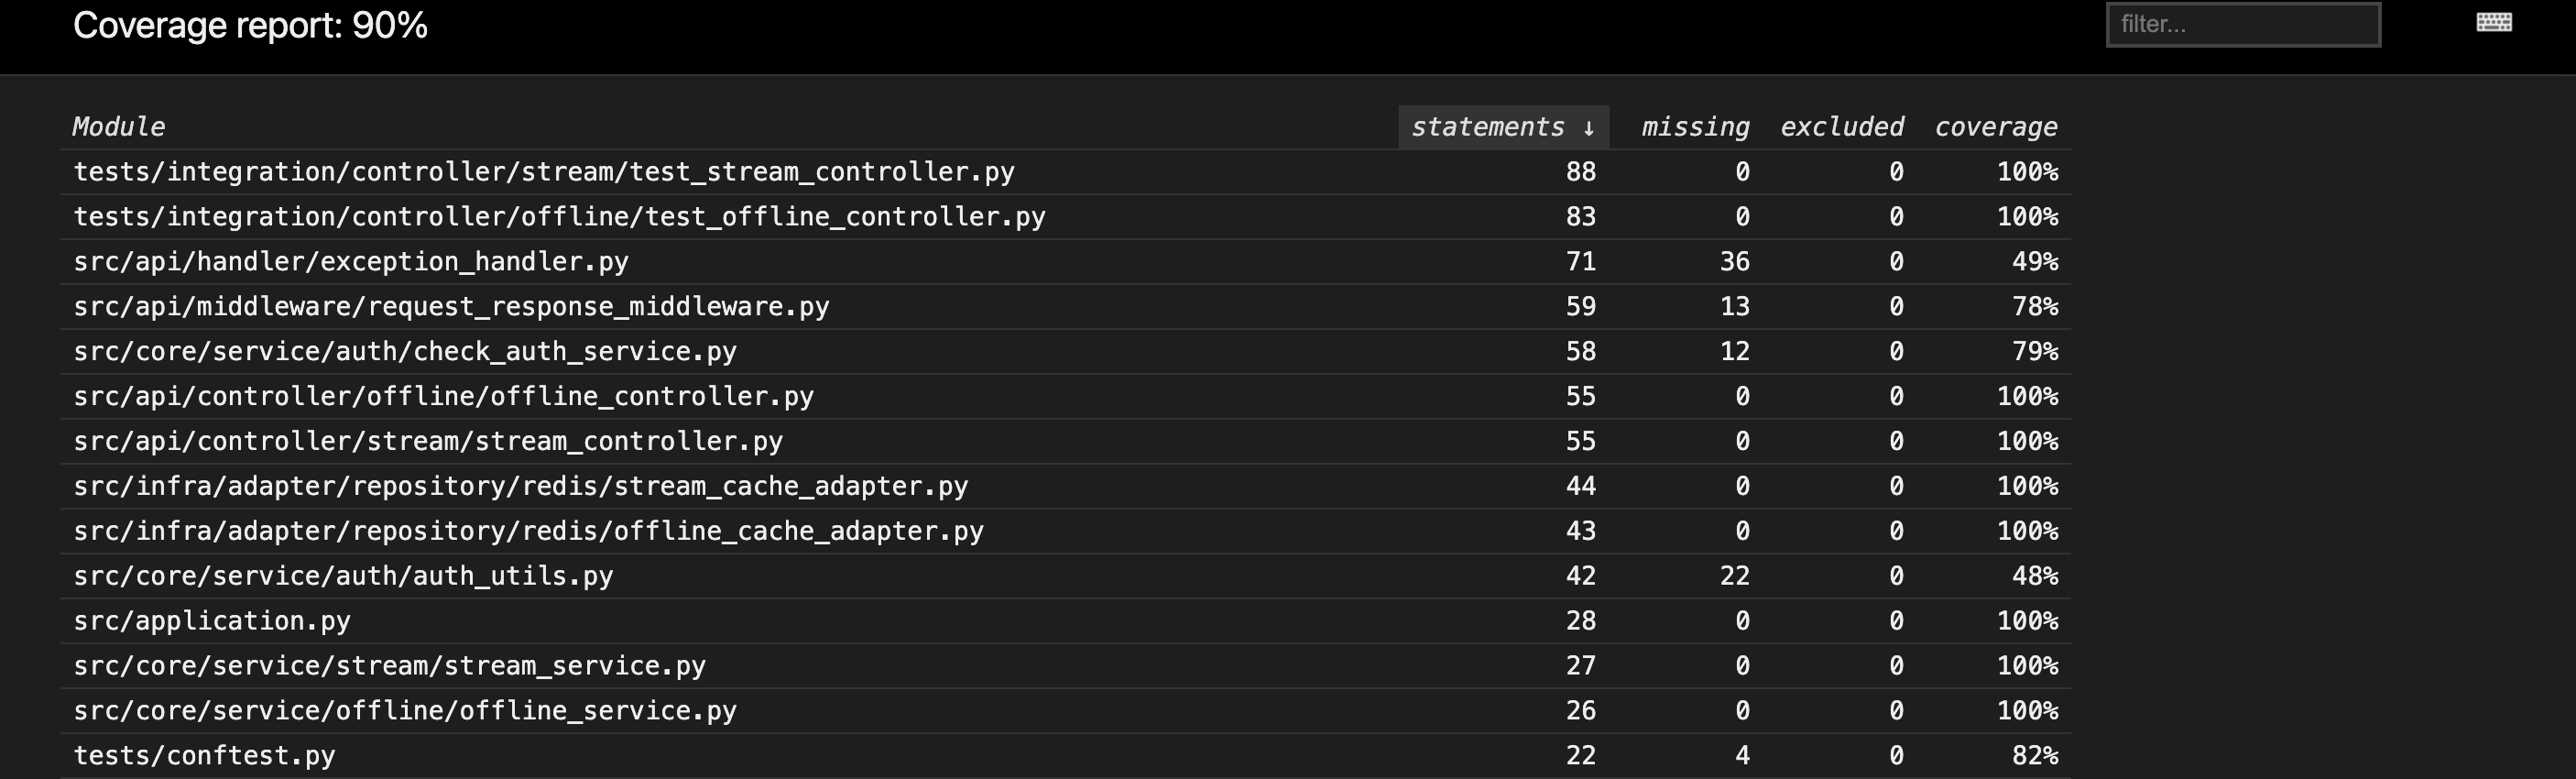 Coverage report: 90%
filter...
Module statements ↓ missing excluded coverage
tests/integration/controller/stream/test_stream_controller.py 88 0 0 100%
tests/integration/controller/offline/test_offline_controller.py 83 0 0 100%
src/api/handler/exception_handler.py 71 36 0 49%
src/api/middleware/request_response_middleware.py 59 13 0 78%
src/core/service/auth/check_auth_service.py 58 12 0 79%
src/api/controller/offline/offline_controller.py 55 0 0 100%
src/api/controller/stream/stream_controller.py 55 0 0 100%
src/infra/adapter/repository/redis/stream_cache_adapter.py 44 0 0 100%
src/infra/adapter/repository/redis/offline_cache_adapter.py 43 0 0 100%
src/core/service/auth/auth_utils.py 42 22 0 48%
src/application.py 28 0 0 100%
src/core/service/stream/stream_service.py 27 0 0 100%
src/core/service/offline/offline_service.py 26 0 0 100%
tests/conftest.py 22 4 0 82%